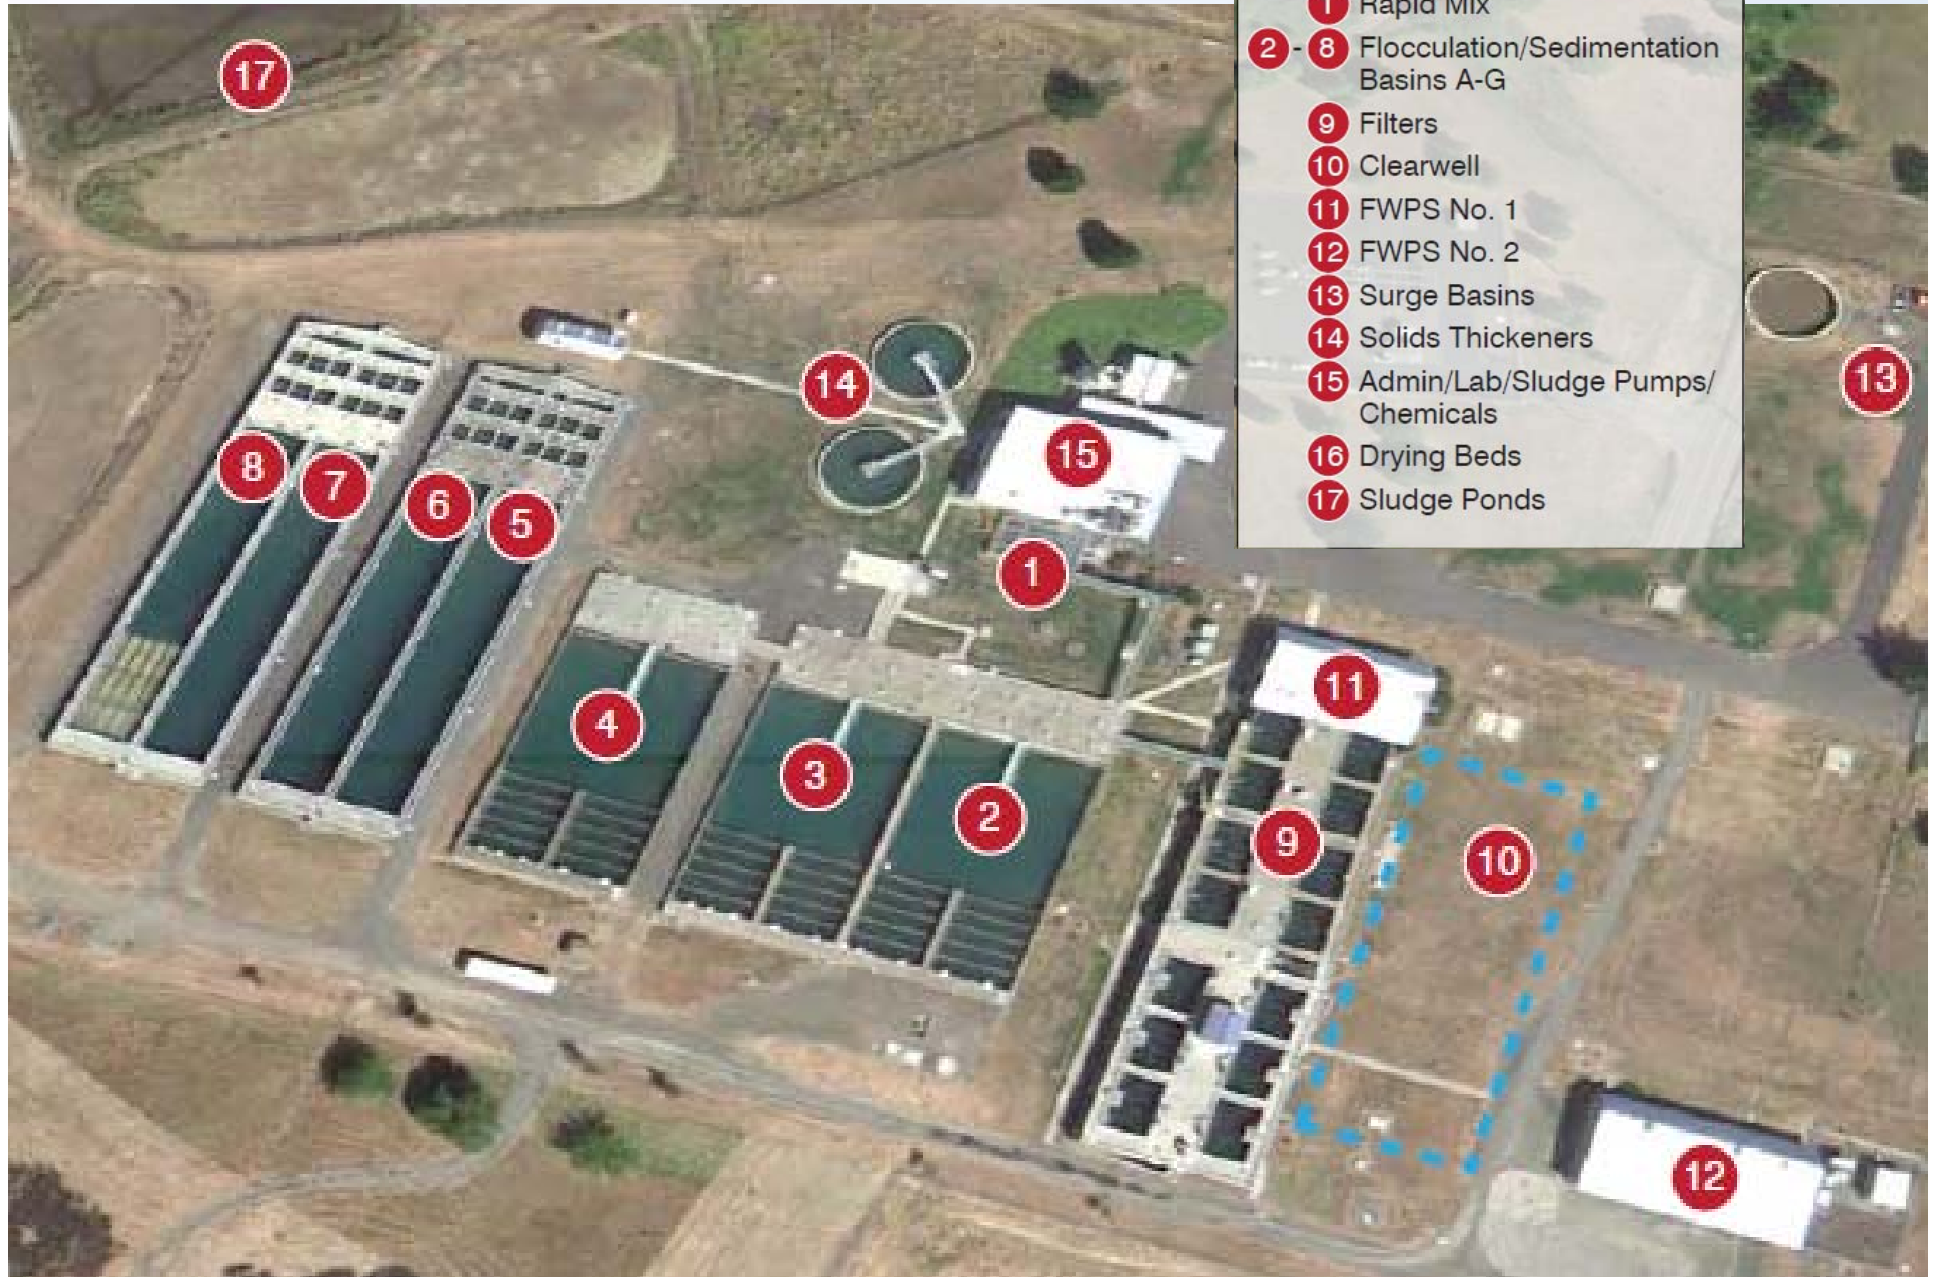 1 Rapid Mix
2 - 8 Flocculation/Sedimentation
Basins A-G
9 Filters
10 Clearwell
11 FWPS No. 1
12 FWPS No. 2
13 Surge Basins
14 Solids Thickeners
15 Admin/Lab/Sludge Pumps/
Chemicals
16 Drying Beds
17 Sludge Ponds
17
13
14
15
8
7
6
5
1
11
4
3
2
9
10
12